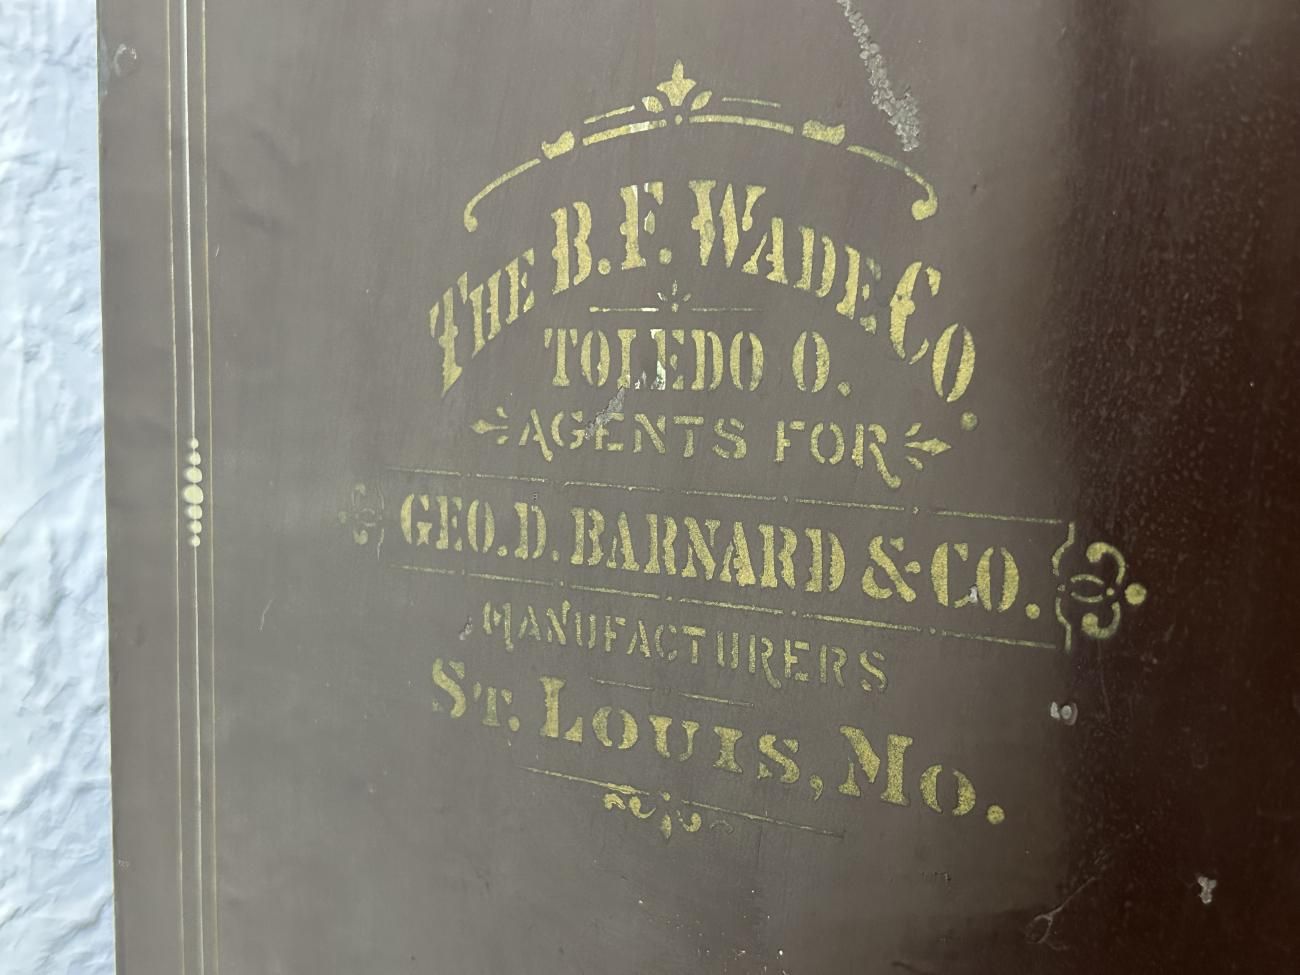 THE B.F. WADE CO.
TOLEDO O.
AGENTS FOR
GEO. D. BARNARD & CO.
MANUFACTURERS
ST. LOUIS, MO.